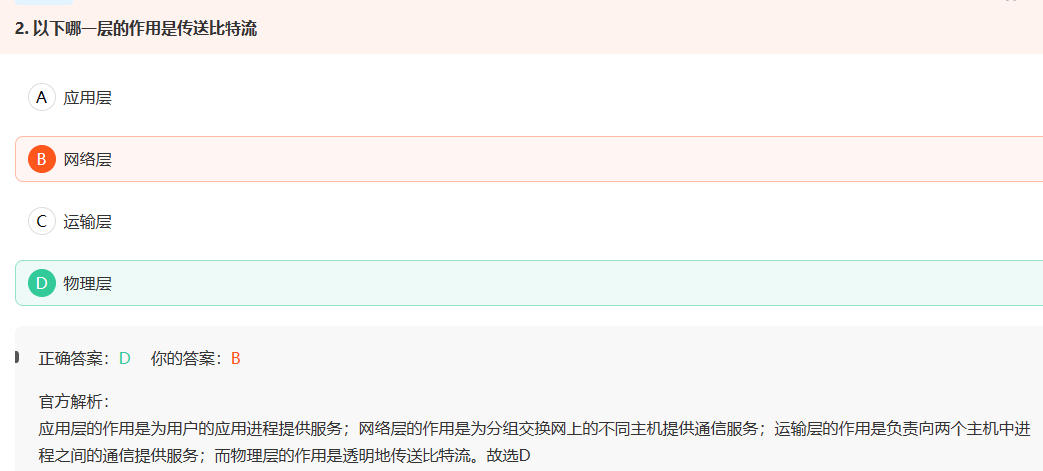 2. 以下哪一层的作用是传送比特流
A 应用层
B 网络层
C 运输层
D 物理层
正确答案：D 你的答案：B
官方解析：
应用层的作用是为用户的应用进程提供服务；网络层的作用是为分组交换网上的不同主机提供通信服务；运输层的作用是负责向两个主机中进
程之间的通信提供服务；而物理层的作用是透明地传送比特流。故选D